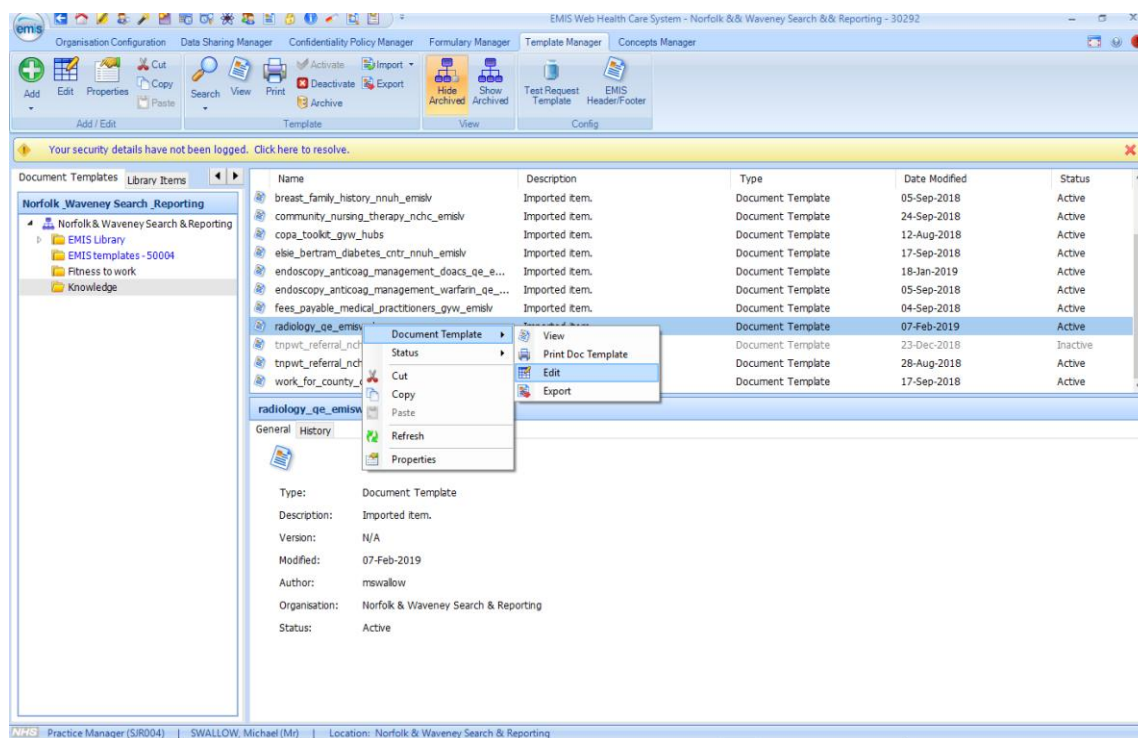 emis
EMIS Web Health Care System - Norfolk && Waveney Search && Reporting - 30292
Organisation Configuration Data Sharing Manager Confidentiality Policy Manager Formulary Manager Template Manager Concepts Manager
Add Edit Properties Cut Copy Paste
Search View Print Activate Deactivate Archive Import Export
Hide Archived Show Archived
Test Request Template EMIS Header/Footer
Add / Edit Template View Config
Your security details have not been logged. Click here to resolve.
Document Templates Library Items
Norfolk _Waveney Search _Reporting
Norfolk & Waveney Search & Reporting
EMIS Library
EMIS templates - 50004
Fitness to work
Knowledge
Name Description Type Date Modified Status
breast_family_history_nnuh_emislv Imported item. Document Template 05-Sep-2018 Active
community_nursing_therapy_nchc_emislv Imported item. Document Template 24-Sep-2018 Active
copa_toolkit_gyw_hubs Imported item. Document Template 12-Aug-2018 Active
elsie_bertram_diabetes_cntr_nnuh_emislv Imported item. Document Template 17-Sep-2018 Active
endoscopy_anticoag_management_doacs_qe_e... Imported item. Document Template 18-Jan-2019 Active
endoscopy_anticoag_management_warfarin_qe_... Imported item. Document Template 05-Sep-2018 Active
fees_payable_medical_practitioners_gyw_emislv Imported item. Document Template 04-Sep-2018 Active
radiology_qe_emisw Document Template 07-Feb-2019 Active
tnpwt_referral_nch Document Template 23-Dec-2018 Inactive
tnpwt_referral_nch Document Template 28-Aug-2018 Active
work_for_county_ Document Template 17-Sep-2018 Active
Document Template
Status
Cut
Copy
Paste
Refresh
Properties
View
Print Doc Template
Edit
Export
radiology_qe_emisw
General History
Type: Document Template
Description: Imported item.
Version: N/A
Modified: 07-Feb-2019
Author: mswallow
Organisation: Norfolk & Waveney Search & Reporting
Status: Active
NHS Practice Manager (SJR004) | SWALLOW, Michael (Mr) | Location: Norfolk & Waveney Search & Reporting